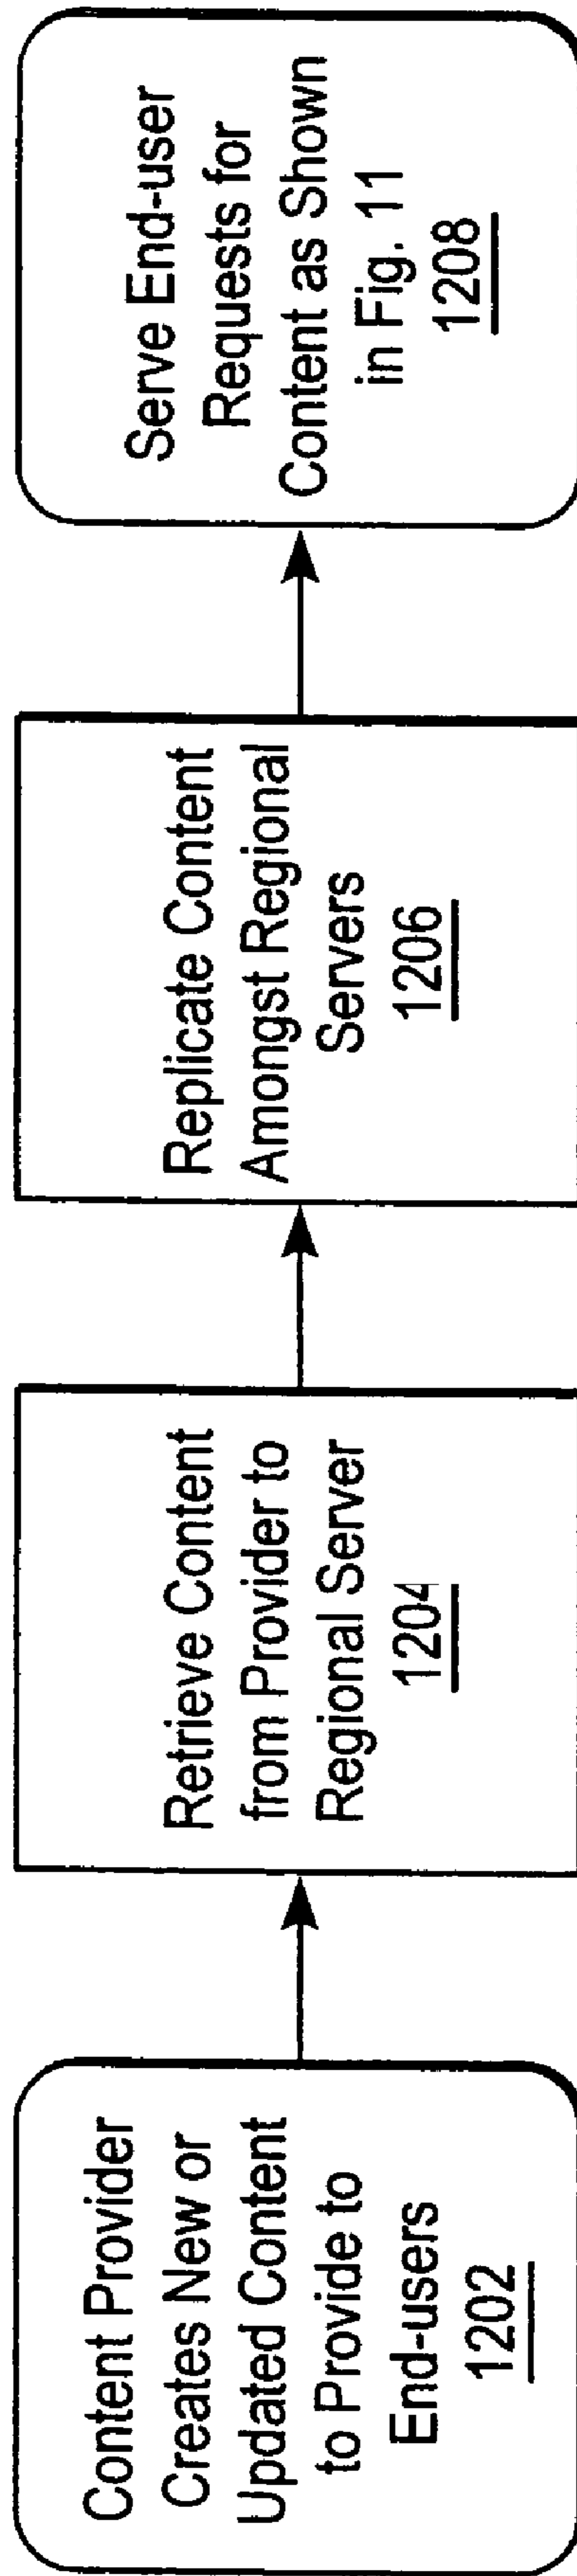 Content Provider
Creates New or
Updated Content
to Provide to
End-users
1202
Retrieve Content
from Provider to
Regional Server
1204
Replicate Content
Amongst Regional
Servers
1206
Serve End-user
Requests for
Content as Shown
in Fig. 11
1208